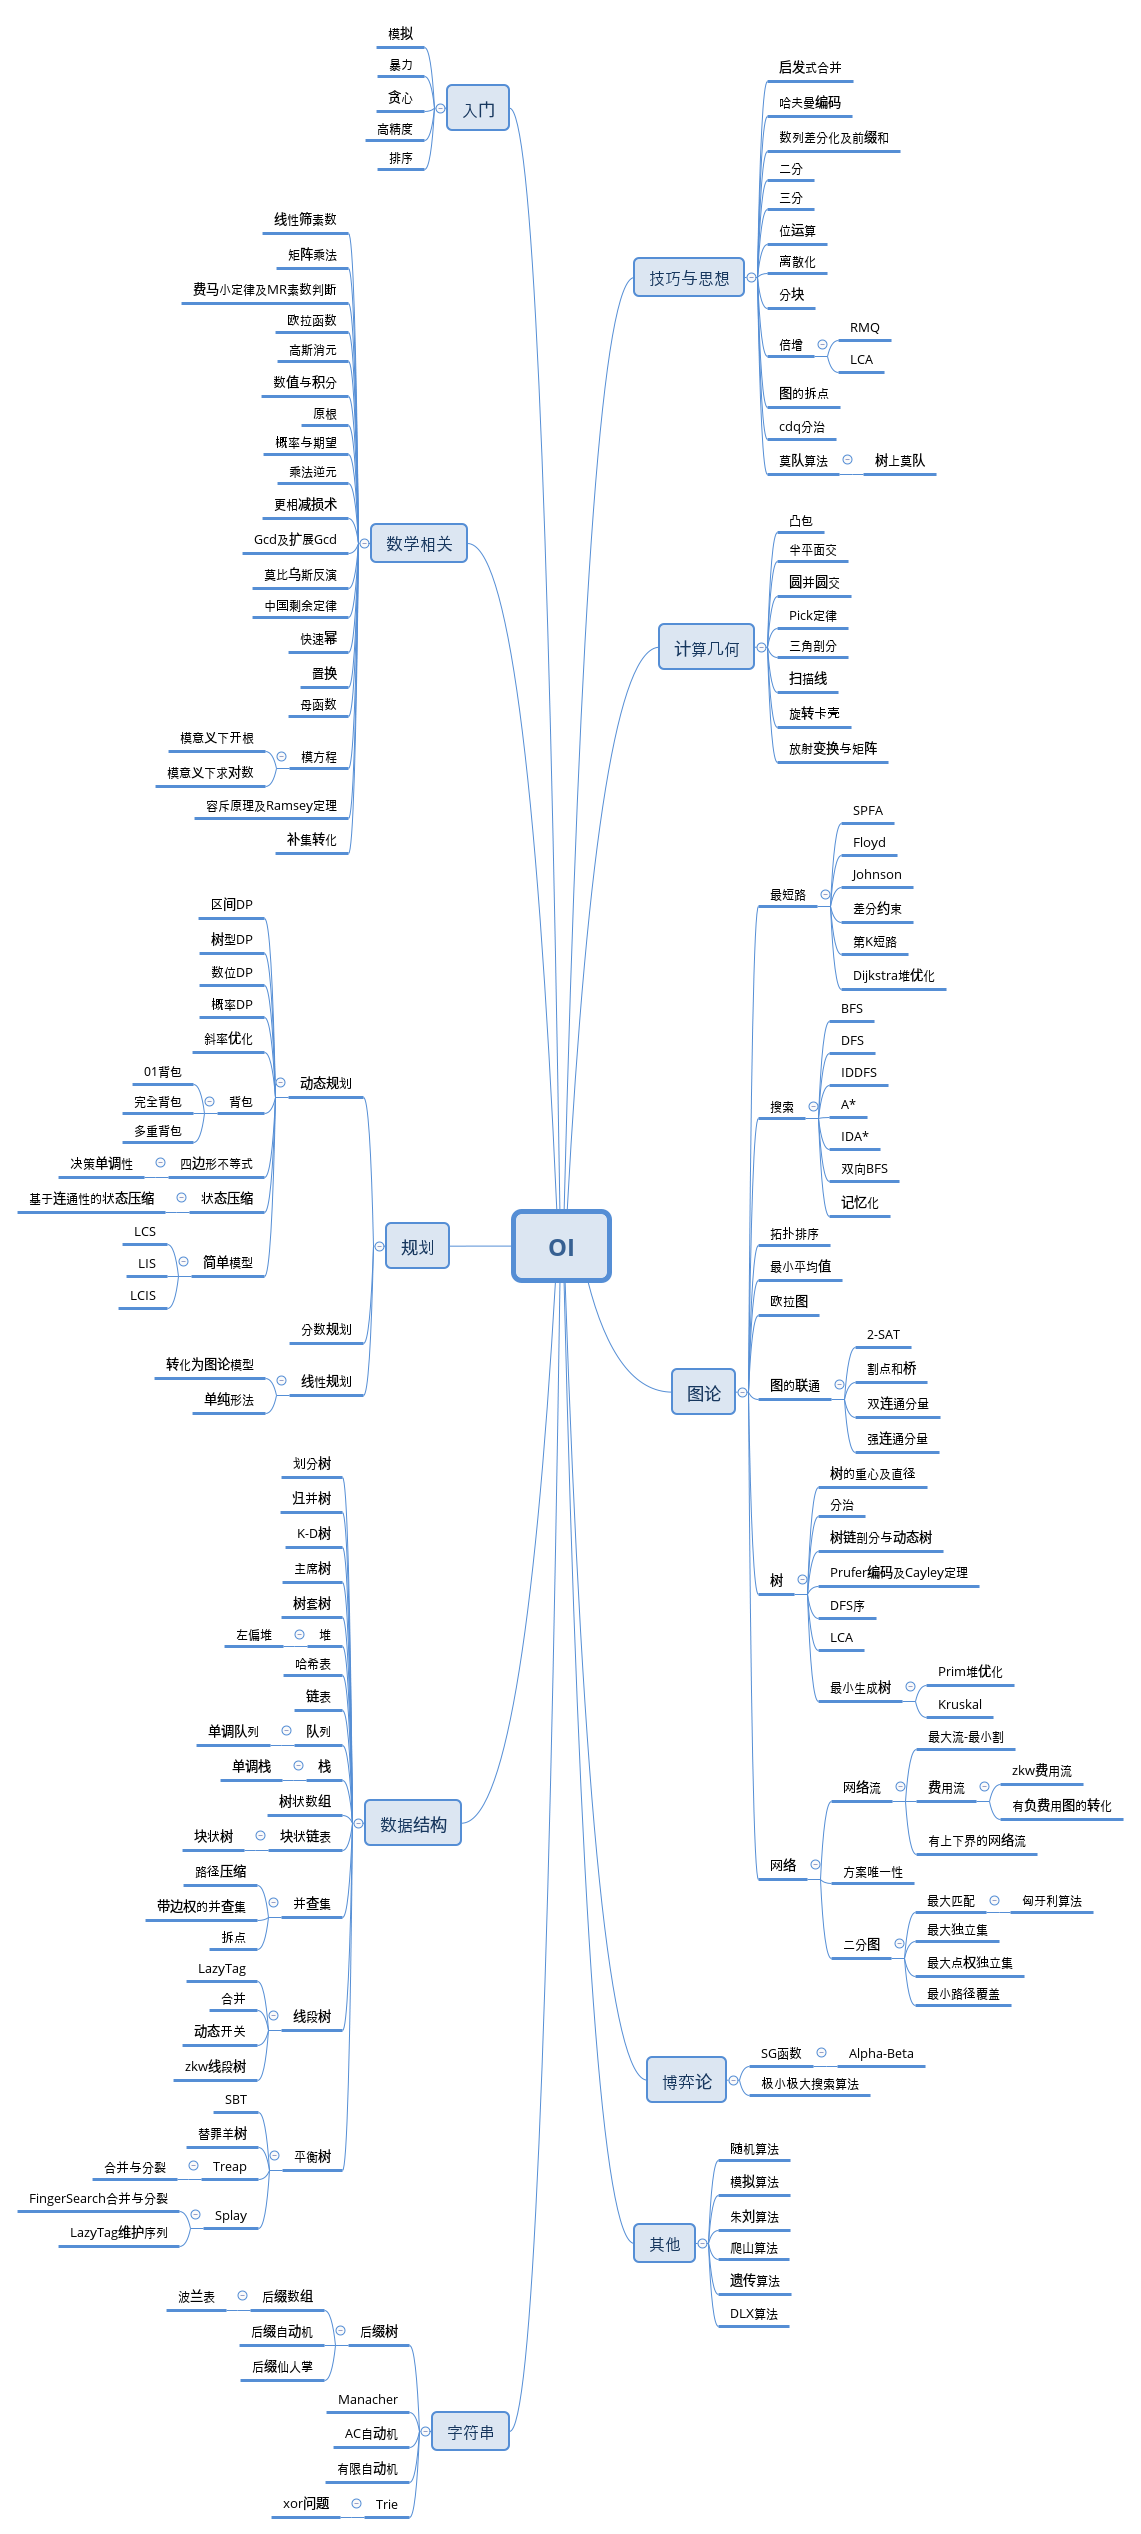 OI
入门
模拟
暴力
贪心
高精度
排序
数学相关
线性筛素数
矩阵乘法
费马小定律及MR素数判断
欧拉函数
高斯消元
数值与积分
原根
概率与期望
乘法逆元
更相减损术
Gcd及扩展Gcd
莫比乌斯反演
中国剩余定律
快速幂
置换
母函数
模方程
模意义下开根
模意义下求对数
容斥原理及Ramsey定理
补集转化
规划
动态规划
区间DP
树型DP
数位DP
概率DP
斜率优化
背包
01背包
完全背包
多重背包
四边形不等式
决策单调性
状态压缩
基于连通性的状态压缩
简单模型
LCS
LIS
LCIS
分数规划
线性规划
转化为图论模型
单纯形法
数据结构
划分树
归并树
K-D树
主席树
树套树
堆
左偏堆
哈希表
链表
队列
单调队列
栈
单调栈
树状数组
块状链表
块状树
并查集
路径压缩
带边权的并查集
拆点
线段树
LazyTag
合并
动态开关
zkw线段树
平衡树
SBT
替罪羊树
Treap
合并与分裂
Splay
FingerSearch合并与分裂
LazyTag维护序列
字符串
后缀树
后缀数组
波兰表
后缀自动机
后缀仙人掌
Manacher
AC自动机
有限自动机
Trie
xor问题
技巧与思想
启发式合并
哈夫曼编码
数列差分化及前缀和
二分
三分
位运算
离散化
分块
倍增
RMQ
LCA
图的拆点
cdq分治
莫队算法
树上莫队
计算几何
凸包
半平面交
圆并圆交
Pick定律
三角剖分
扫描线
旋转卡壳
放射变换与矩阵
图论
最短路
SPFA
Floyd
Johnson
差分约束
第K短路
Dijkstra堆优化
搜索
BFS
DFS
IDDFS
A*
IDA*
双向BFS
记忆化
拓扑排序
最小平均值
欧拉图
图的联通
2-SAT
割点和桥
双连通分量
强连通分量
树
树的重心及直径
分治
树链剖分与动态树
Prufer编码及Cayley定理
DFS序
LCA
最小生成树
Prim堆优化
Kruskal
网络
网络流
最大流-最小割
费用流
zkw费用流
有负费用图的转化
有上下界的网络流
方案唯一性
二分图
最大匹配
匈牙利算法
最大独立集
最大点权独立集
最小路径覆盖
博弈论
SG函数
Alpha-Beta
极小极大搜索算法
其他
随机算法
模拟算法
朱刘算法
爬山算法
遗传算法
DLX算法